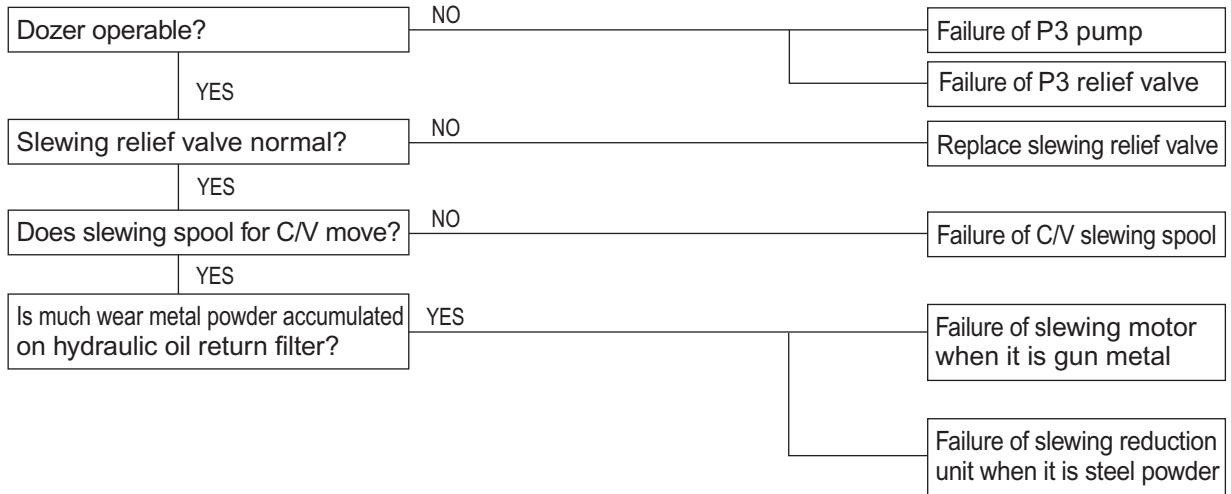 Dozer operable?
NO
Failure of P3 pump
Failure of P3 relief valve
YES
Slewing relief valve normal?
NO
Replace slewing relief valve
YES
Does slewing spool for C/V move?
NO
Failure of C/V slewing spool
YES
Is much wear metal powder accumulated
on hydraulic oil return filter?
YES
Failure of slewing motor
when it is gun metal
Failure of slewing reduction
unit when it is steel powder